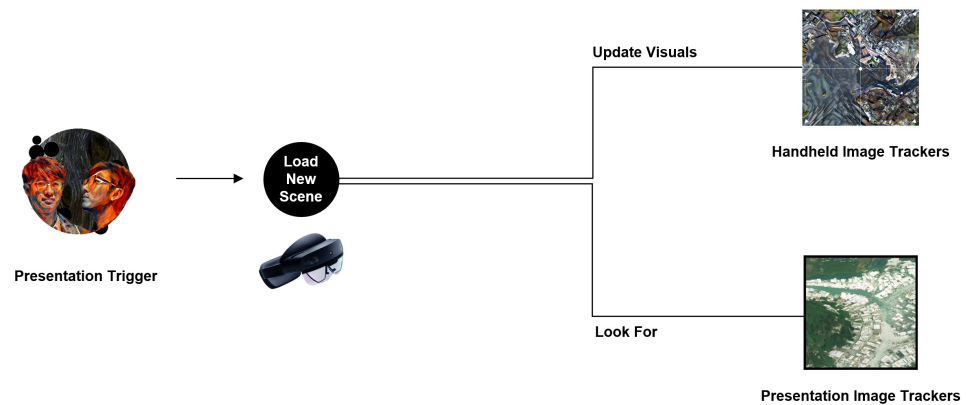 Update Visuals
Handheld Image Trackers
Load
New
Scene
Presentation Trigger
Look For
Presentation Image Trackers